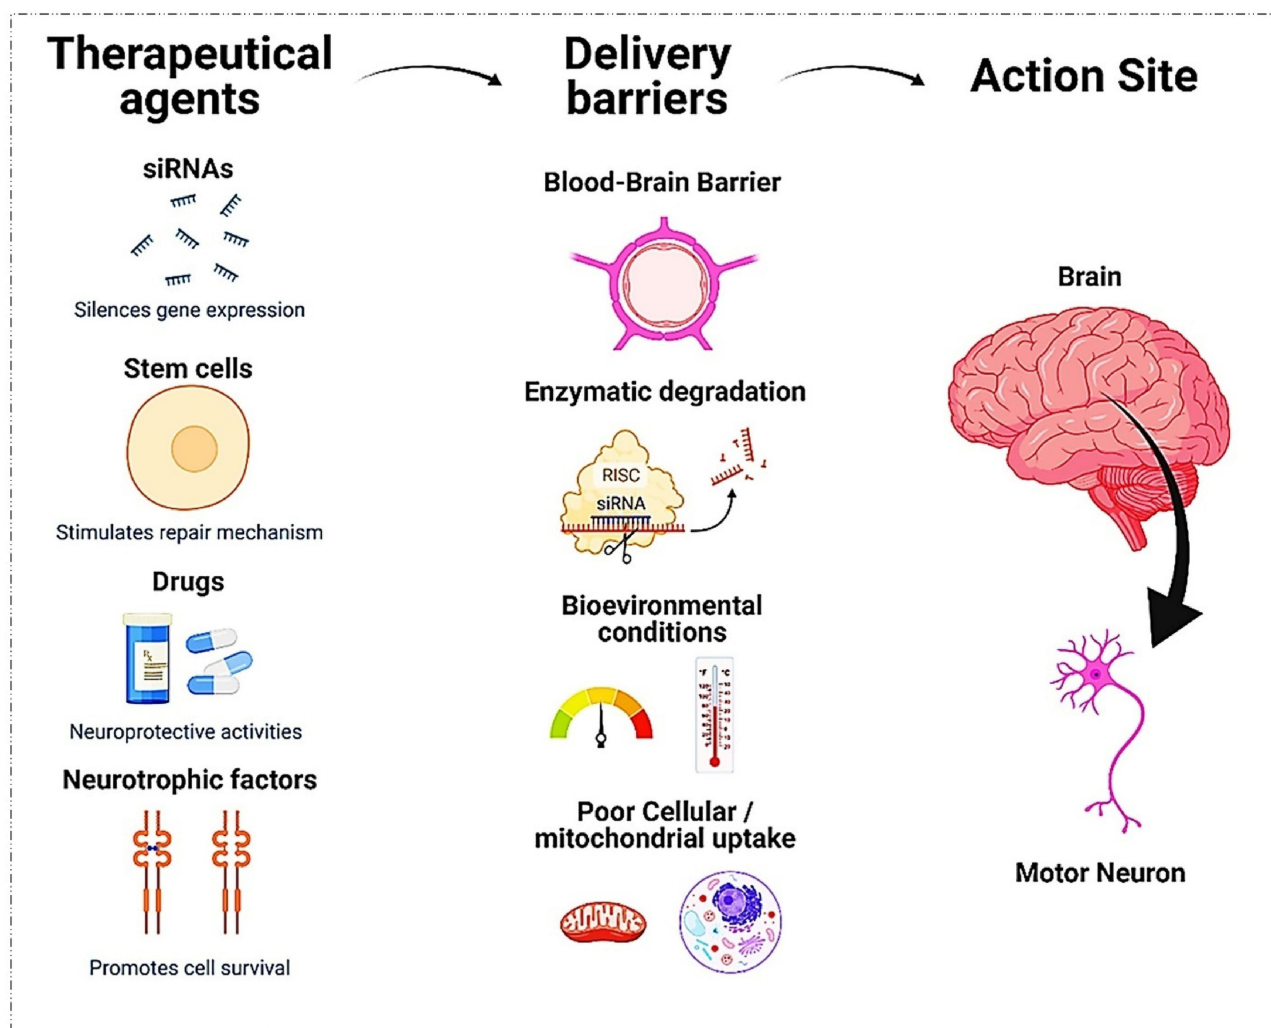 Therapeutical
agents
siRNAs
Silences gene expression
Stem cells
Stimulates repair mechanism
Drugs
Rx
Neuroprotective activities
Neurotrophic factors
Promotes cell survival
Delivery
barriers
Blood-Brain Barrier
Enzymatic degradation
RISC
siRNA
Bioevironmental
conditions
°F °C
Poor Cellular /
mitochondrial uptake
Action Site
Brain
Motor Neuron